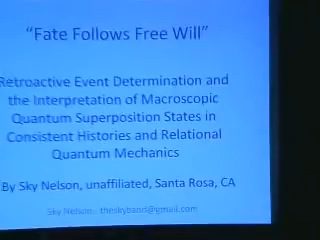 “Fate Follows Free Will”
Retroactive Event Determination and
the Interpretation of Macroscopic
Quantum Superposition States in
Consistent Histories and Relational
Quantum Mechanics
By Sky Nelson, unaffiliated, Santa Rosa, CA
Sky Nelson - theskyband@gmail.com